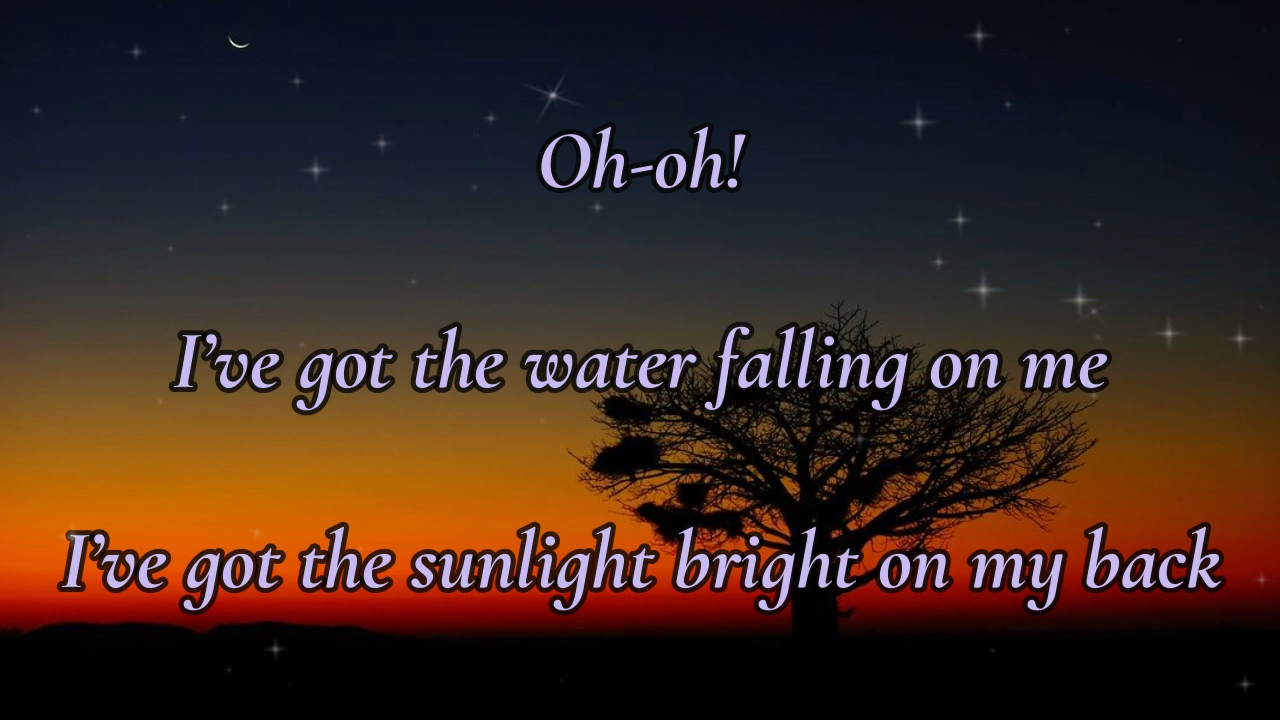 Oh-oh!
I’ve got the water falling on me
I’ve got the sunlight bright on my back